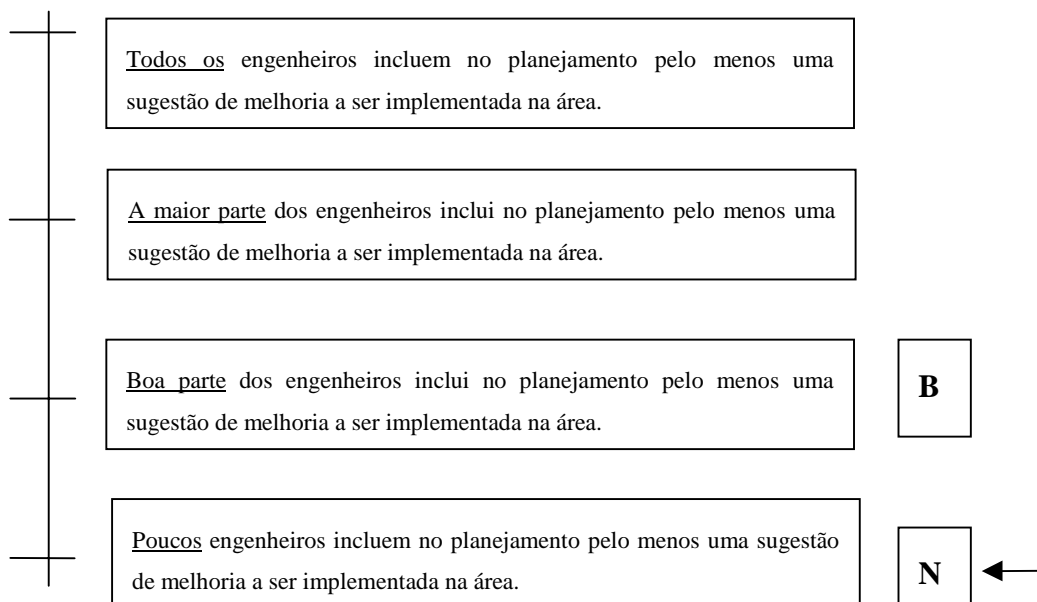 Todos os engenheiros incluem no planejamento pelo menos uma
sugestão de melhoria a ser implementada na área.
A maior parte dos engenheiros inclui no planejamento pelo menos uma
sugestão de melhoria a ser implementada na área.
Boa parte dos engenheiros inclui no planejamento pelo menos uma
sugestão de melhoria a ser implementada na área.
B
Poucos engenheiros incluem no planejamento pelo menos uma sugestão
de melhoria a ser implementada na área.
N